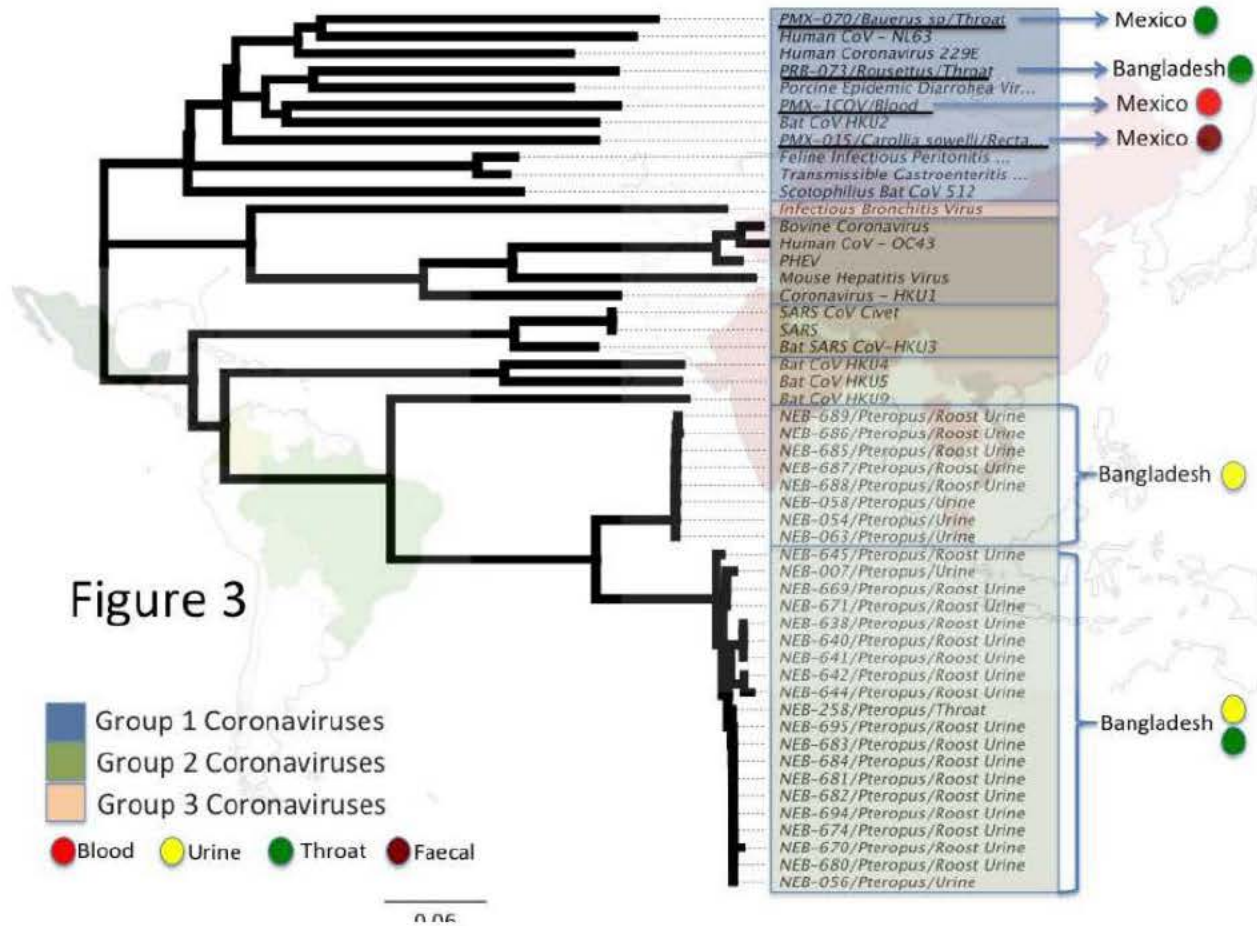 PMX-070/Bauerus sp/Throat Mexico
Human CoV - NL63
Human Coronavirus 229E
PRB-073/Rousettus/Throat Bangladesh
Porcine Epidemic Diarrohea Vir...
PMX-1COV/Blood Mexico
Bat CoV HKU2
PMX-015/Carollia sowelli/Recta... Mexico
Feline Infectious Peritonitis ...
Transmissible Gastroenteritis ...
Scotophilius Bat CoV 512
Infectious Bronchitis Virus
Bovine Coronavirus
Human CoV - OC43
PHEV
Mouse Hepatitis Virus
Coronavirus - HKU1
SARS CoV Civet
SARS
Bat SARS CoV-HKU3
Bat CoV HKU4
Bat CoV HKU5
Bat CoV HKU9
NEB-689/Pteropus/Roost Urine
NEB-686/Pteropus/Roost Urine
NEB-685/Pteropus/Roost Urine
NEB-687/Pteropus/Roost Urine
Bangladesh
NEB-688/Pteropus/Roost Urine
NEB-058/Pteropus/Urine
NEB-054/Pteropus/Urine
NEB-063/Pteropus/Urine
NEB-645/Pteropus/Roost Urine
NEB-007/Pteropus/Urine
NEB-669/Pteropus/Roost Urine
NEB-671/Pteropus/Roost Urine
NEB-638/Pteropus/Roost Urine
NEB-640/Pteropus/Roost Urine
NEB-641/Pteropus/Roost Urine
NEB-642/Pteropus/Roost Urine
NEB-644/Pteropus/Roost Urine
NEB-258/Pteropus/Throat
NEB-695/Pteropus/Roost Urine
Bangladesh
NEB-683/Pteropus/Roost Urine
NEB-684/Pteropus/Roost Urine
NEB-681/Pteropus/Roost Urine
NEB-682/Pteropus/Roost Urine
NEB-694/Pteropus/Roost Urine
NEB-674/Pteropus/Roost Urine
NEB-670/Pteropus/Roost Urine
NEB-680/Pteropus/Roost Urine
NEB-056/Pteropus/Urine
Figure 3
Group 1 Coronaviruses
Group 2 Coronaviruses
Group 3 Coronaviruses
Blood Urine Throat Faecal
0.06